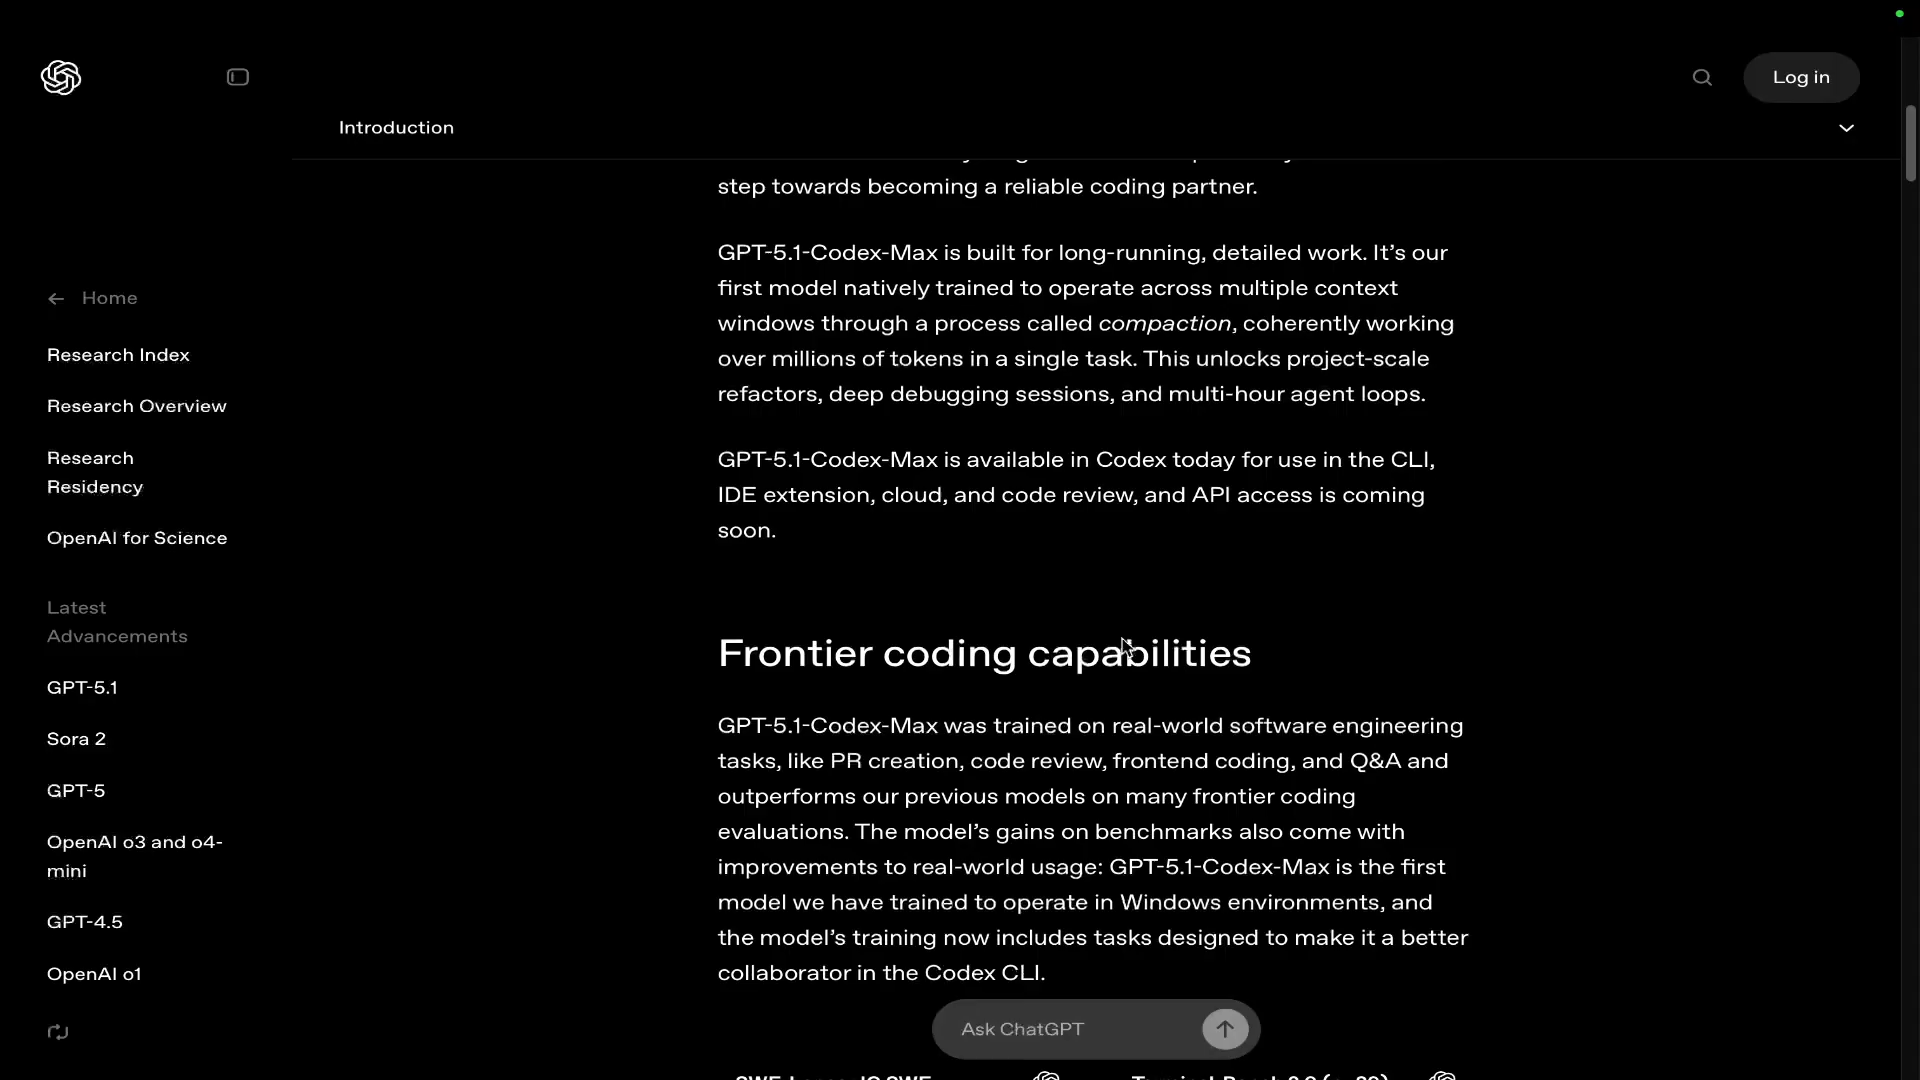 Log in
Introduction
step towards becoming a reliable coding partner.
GPT-5.1-Codex-Max is built for long-running, detailed work. It’s our
first model natively trained to operate across multiple context
windows through a process called compaction, coherently working
over millions of tokens in a single task. This unlocks project-scale
refactors, deep debugging sessions, and multi-hour agent loops.
GPT-5.1-Codex-Max is available in Codex today for use in the CLI,
IDE extension, cloud, and code review, and API access is coming
soon.
Frontier coding capabilities
GPT-5.1-Codex-Max was trained on real-world software engineering
tasks, like PR creation, code review, frontend coding, and Q&A and
outperforms our previous models on many frontier coding
evaluations. The model’s gains on benchmarks also come with
improvements to real-world usage: GPT-5.1-Codex-Max is the first
model we have trained to operate in Windows environments, and
the model’s training now includes tasks designed to make it a better
collaborator in the Codex CLI.
Home
Research Index
Research Overview
Research
Residency
OpenAI for Science
Latest
Advancements
GPT-5.1
Sora 2
GPT-5
OpenAI o3 and o4-
mini
GPT-4.5
OpenAI o1
Ask ChatGPT